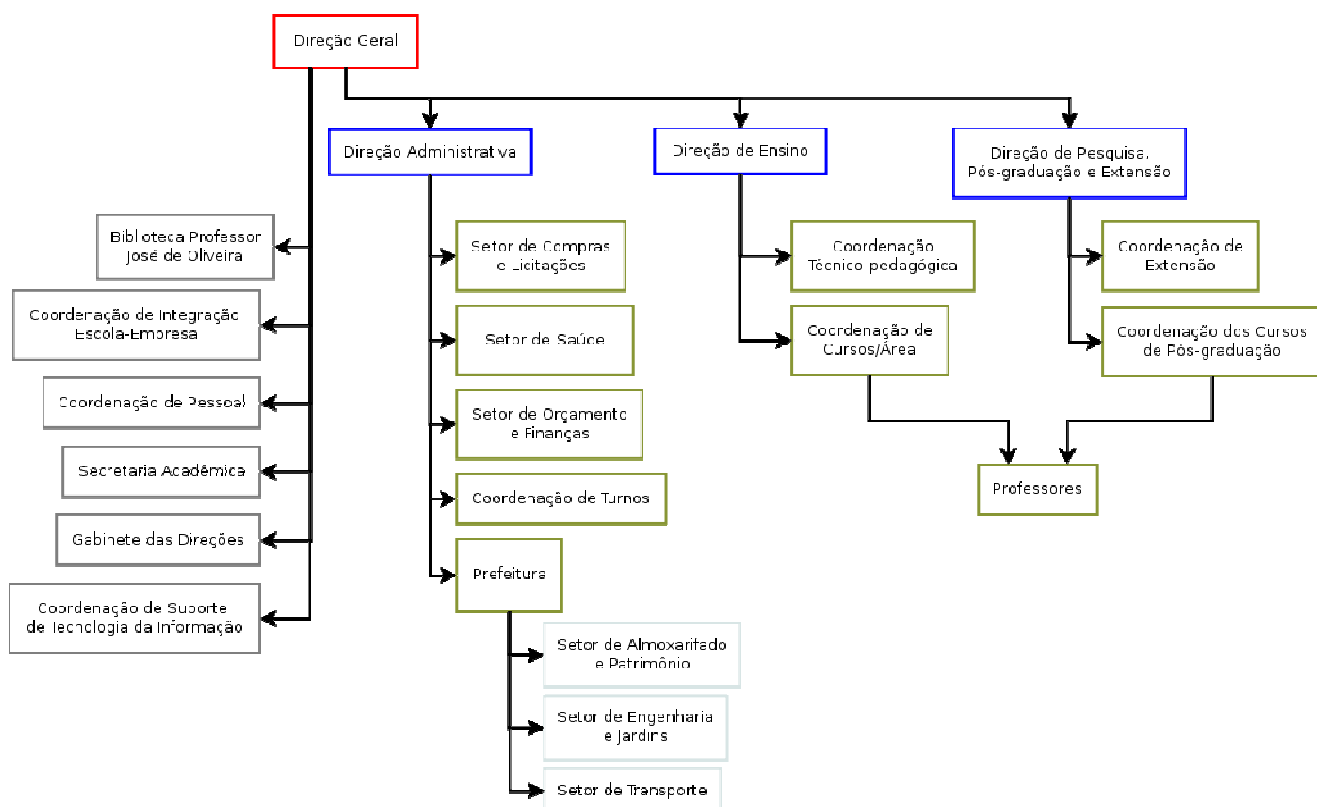 Direção Geral
Direção Administrativa
Direção de Ensino
Direção de Pesquisa,
Pós-graduação e Extensão
Biblioteca Professor
José de Oliveira
Coordenação de Integração
Escola-Empresa
Coordenação de Pessoal
Secretaria Acadêmica
Gabinete das Direções
Coordenação de Suporte
de Tecnologia da Informação
Setor de Compras
e Licitações
Setor de Saúde
Setor de Orçamento
e Finanças
Coordenação de Turnos
Prefeitura
Setor de Almoxarifado
e Patrimônio
Setor de Engenharia
e Jardins
Setor de Transporte
Coordenação
Técnico-pedagógica
Coordenação de
Cursos/Área
Coordenação de
Extensão
Coordenação dos Cursos
de Pós-graduação
Professores